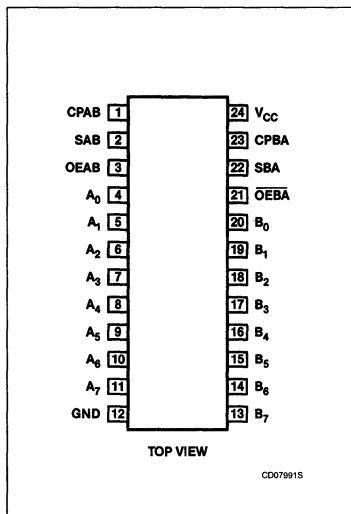 CPAB 1 24 VCC
SAB 2 23 CPBA
OEAB 3 22 SBA
A0 4 21 OEBA
A1 5 20 B0
A2 6 19 B1
A3 7 18 B2
A4 8 17 B3
A5 9 16 B4
A6 10 15 B5
A7 11 14 B6
GND 12 13 B7
TOP VIEW
CD07991S